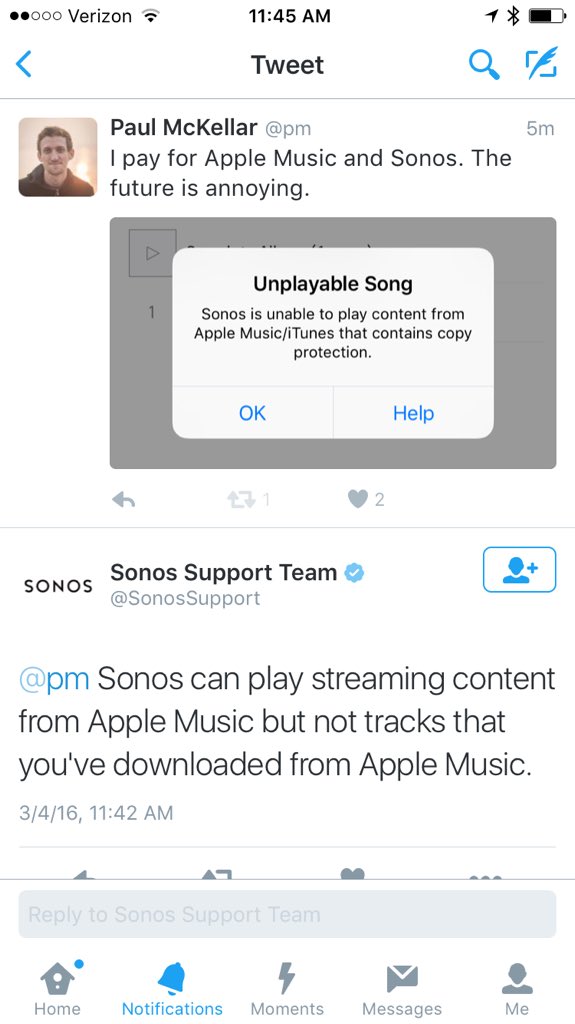 Verizon 11:45 AM
Tweet
Paul McKellar @pm 5m
I pay for Apple Music and Sonos. The
future is annoying.
Unplayable Song
Sonos is unable to play content from
Apple Music/iTunes that contains copy
protection.
1
OK Help
1 2
SONOS
Sonos Support Team
@SonosSupport
@pm Sonos can play streaming content
from Apple Music but not tracks that
you've downloaded from Apple Music.
3/4/16, 11:42 AM
Reply to Sonos Support Team
Home Notifications Moments Messages Me